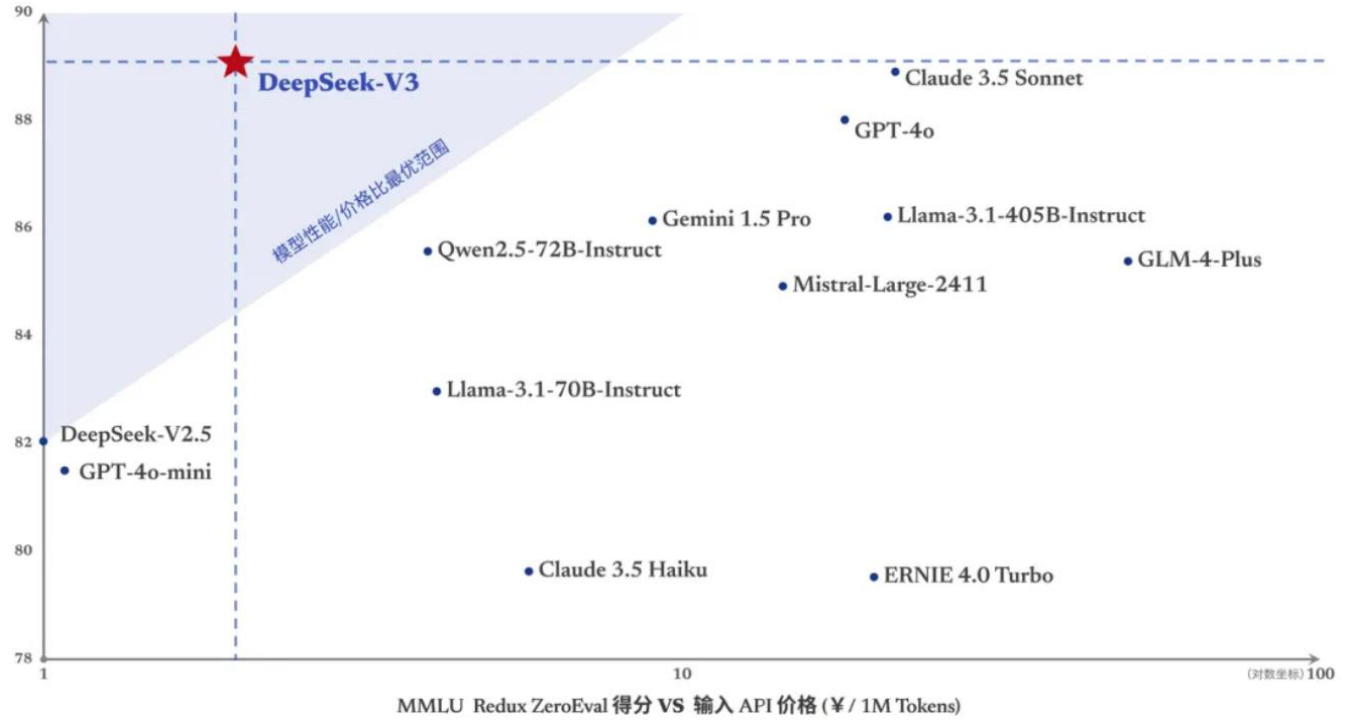 90
DeepSeek-V3
Claude 3.5 Sonnet
88
GPT-4o
模型性能/价格比最优范围
86
Gemini 1.5 Pro
Llama-3.1-405B-Instruct
Qwen2.5-72B-Instruct
GLM-4-Plus
Mistral-Large-2411
84
Llama-3.1-70B-Instruct
82
DeepSeek-V2.5
GPT-4o-mini
80
Claude 3.5 Haiku
ERNIE 4.0 Turbo
78
1
10
(对数坐标) 100
MMLU Redux ZeroEval 得分 VS 输入 API 价格 (¥/ 1M Tokens)